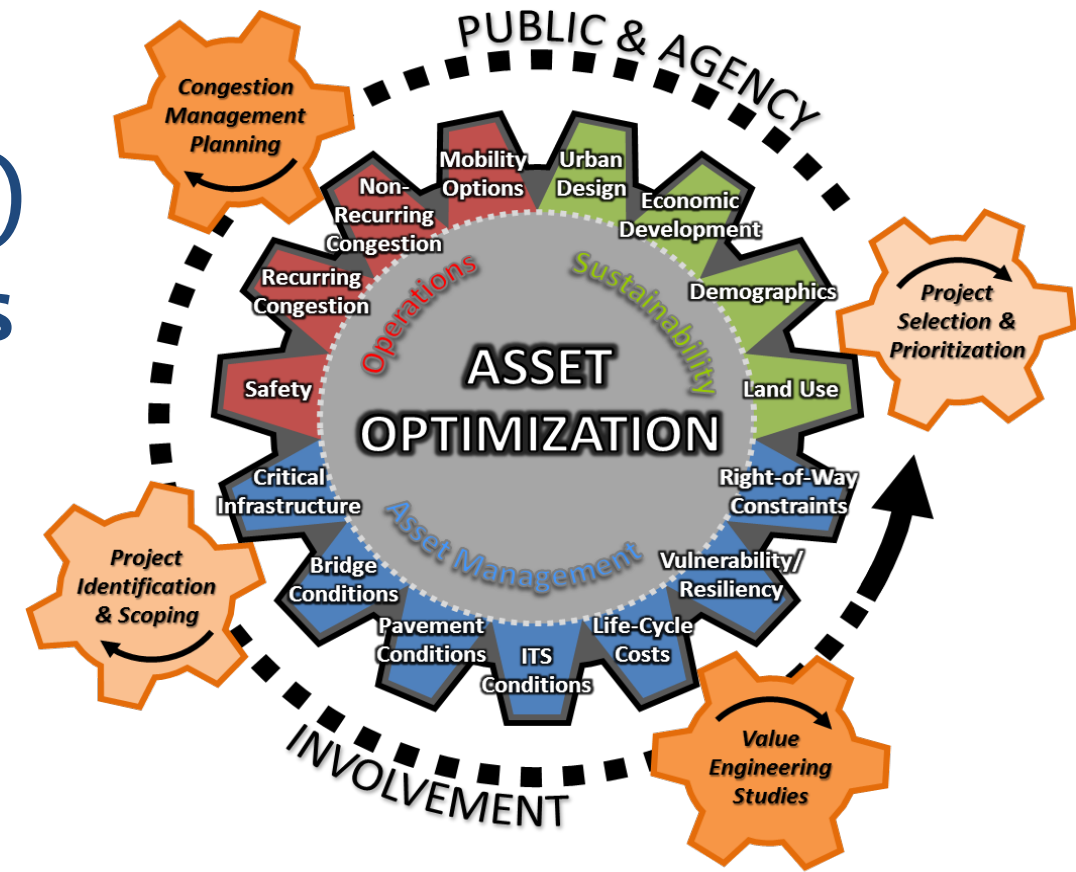 PUBLIC & AGENCY
Congestion
Management
Planning
)
s
Mobility
Options
Urban
Design
Non-
Recurring
Congestion
Economic
Development
Recurring
Congestion
Operations
Sustainability
Demographics
Project
Selection &
Prioritization
Safety
ASSET
OPTIMIZATION
Land Use
Critical
Infrastructure
Asset Management
Right-of-Way
Constraints
Project
Identification
& Scoping
Bridge
Conditions
Vulnerability/
Resiliency
Pavement
Conditions
ITS
Conditions
Life-Cycle
Costs
Value
Engineering
Studies
INVOLVEMENT